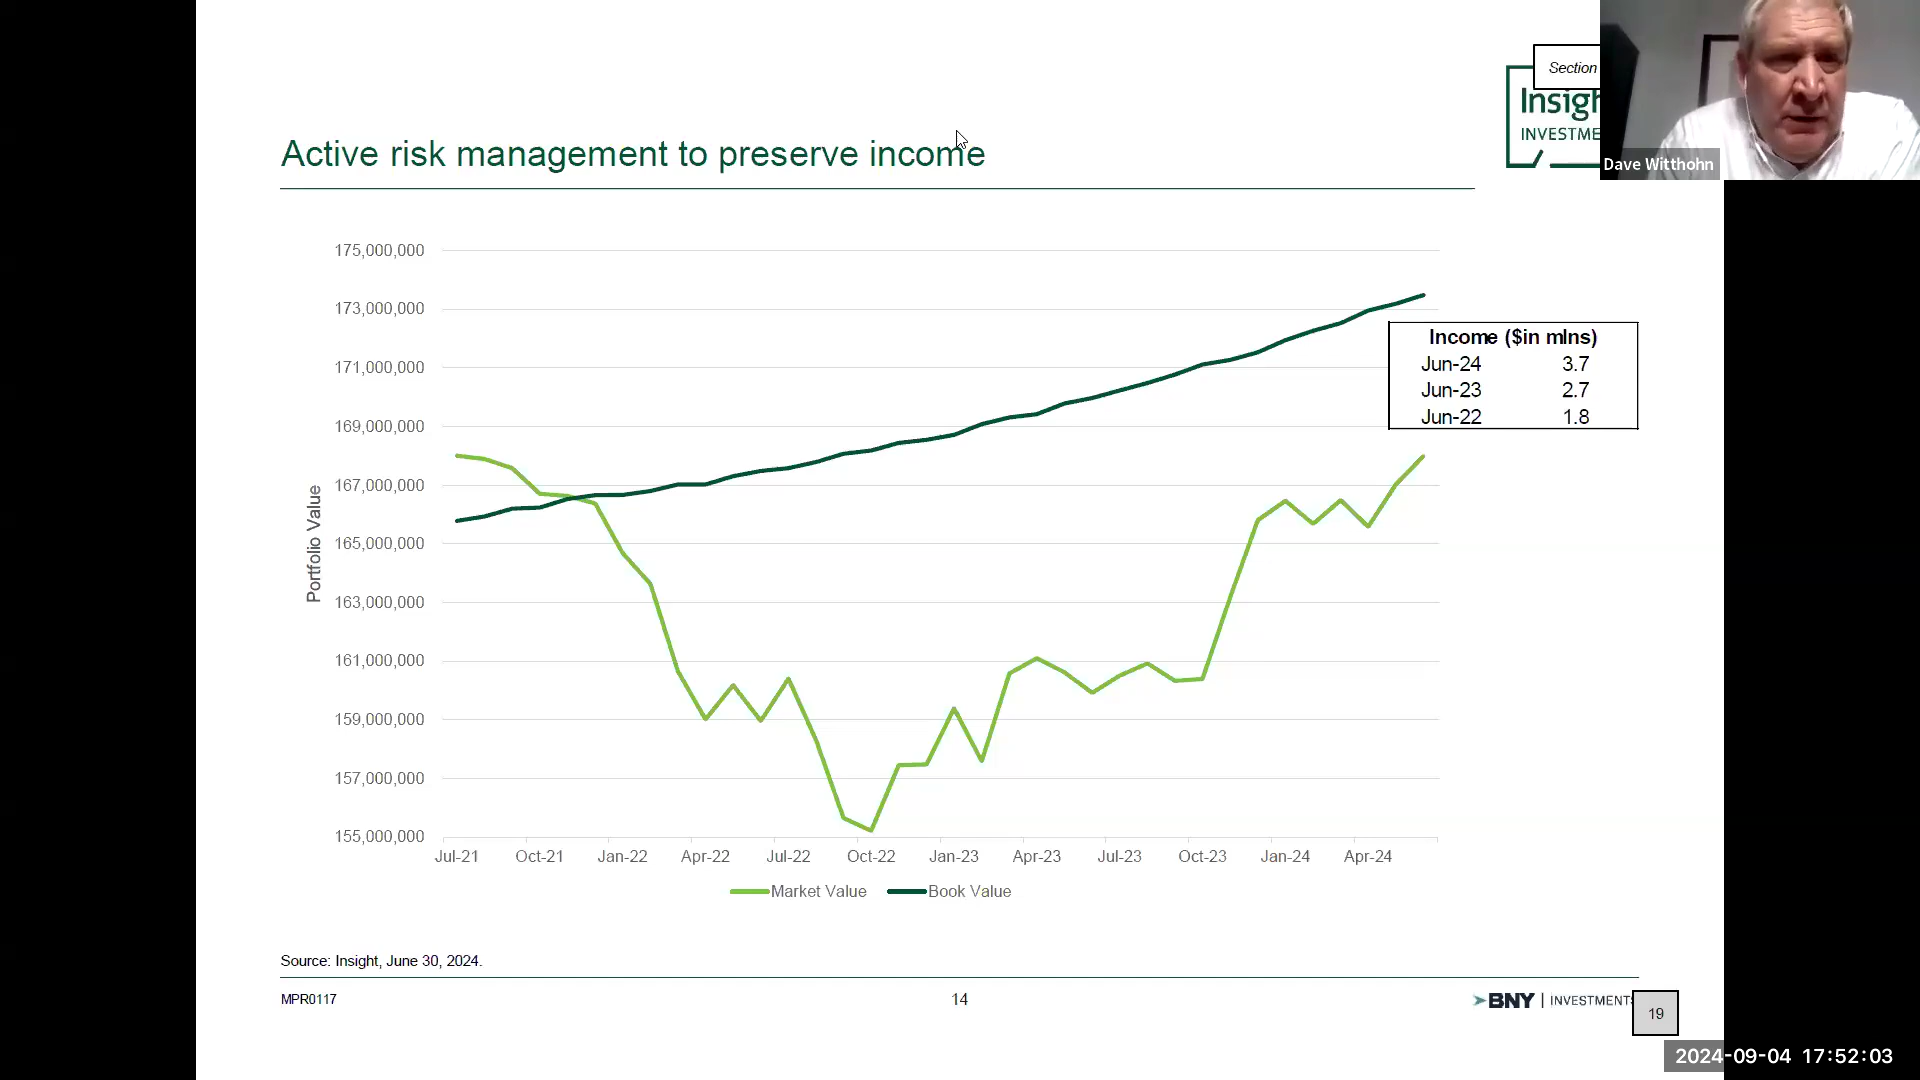 Section
Insigh
INVESTME
Dave Witthohn
Active risk management to preserve income
175,000,000
173,000,000
171,000,000
169,000,000
167,000,000
165,000,000
163,000,000
161,000,000
159,000,000
157,000,000
155,000,000
Portfolio Value
Income ($in mlns)
Jun-24 3.7
Jun-23 2.7
Jun-22 1.8
Jul-21 Oct-21 Jan-22 Apr-22 Jul-22 Oct-22 Jan-23 Apr-23 Jul-23 Oct-23 Jan-24 Apr-24
Market Value Book Value
Source: Insight, June 30, 2024.
MPR0117 14 BNY | INVESTMENTS
19
2024-09-04 17:52:03